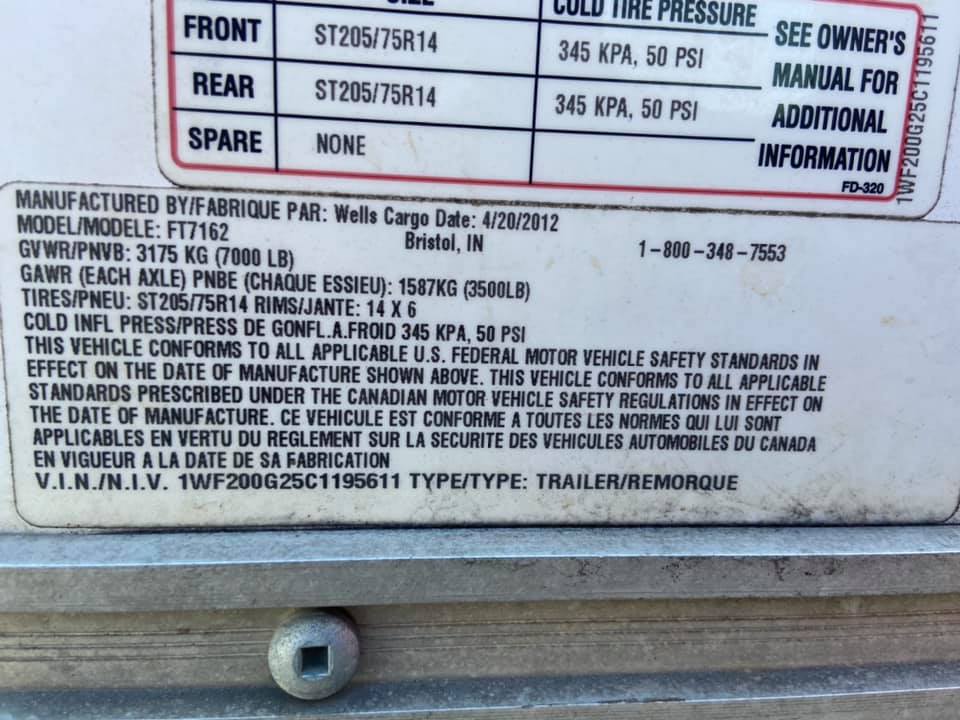 SIZE COLD TIRE PRESSURE
FRONT ST205/75R14 345 KPA, 50 PSI
REAR ST205/75R14 345 KPA, 50 PSI
SPARE NONE
SEE OWNER'S
MANUAL FOR
ADDITIONAL
INFORMATION
FD-320
1WF200G25C1195611
MANUFACTURED BY/FABRIQUE PAR: Wells Cargo Date: 4/20/2012
MODEL/MODELE: FT7162 Bristol, IN 1-800-348-7553
GVWR/PNVB: 3175 KG (7000 LB)
GAWR (EACH AXLE) PNBE (CHAQUE ESSIEU): 1587KG (3500LB)
TIRES/PNEU: ST205/75R14 RIMS/JANTE: 14 X 6
COLD INFL PRESS/PRESS DE GONFL.A.FROID 345 KPA, 50 PSI
THIS VEHICLE CONFORMS TO ALL APPLICABLE U.S. FEDERAL MOTOR VEHICLE SAFETY STANDARDS IN
EFFECT ON THE DATE OF MANUFACTURE SHOWN ABOVE. THIS VEHICLE CONFORMS TO ALL APPLICABLE
STANDARDS PRESCRIBED UNDER THE CANADIAN MOTOR VEHICLE SAFETY REGULATIONS IN EFFECT ON
THE DATE OF MANUFACTURE. CE VEHICULE EST CONFORME A TOUTES LES NORMES QUI LUI SONT
APPLICABLES EN VERTU DU REGLEMENT SUR LA SECURITE DES VEHICULES AUTOMOBILES DU CANADA
EN VIGUEUR A LA DATE DE SA FABRICATION
V.I.N./N.I.V. 1WF200G25C1195611 TYPE/TYPE: TRAILER/REMORQUE